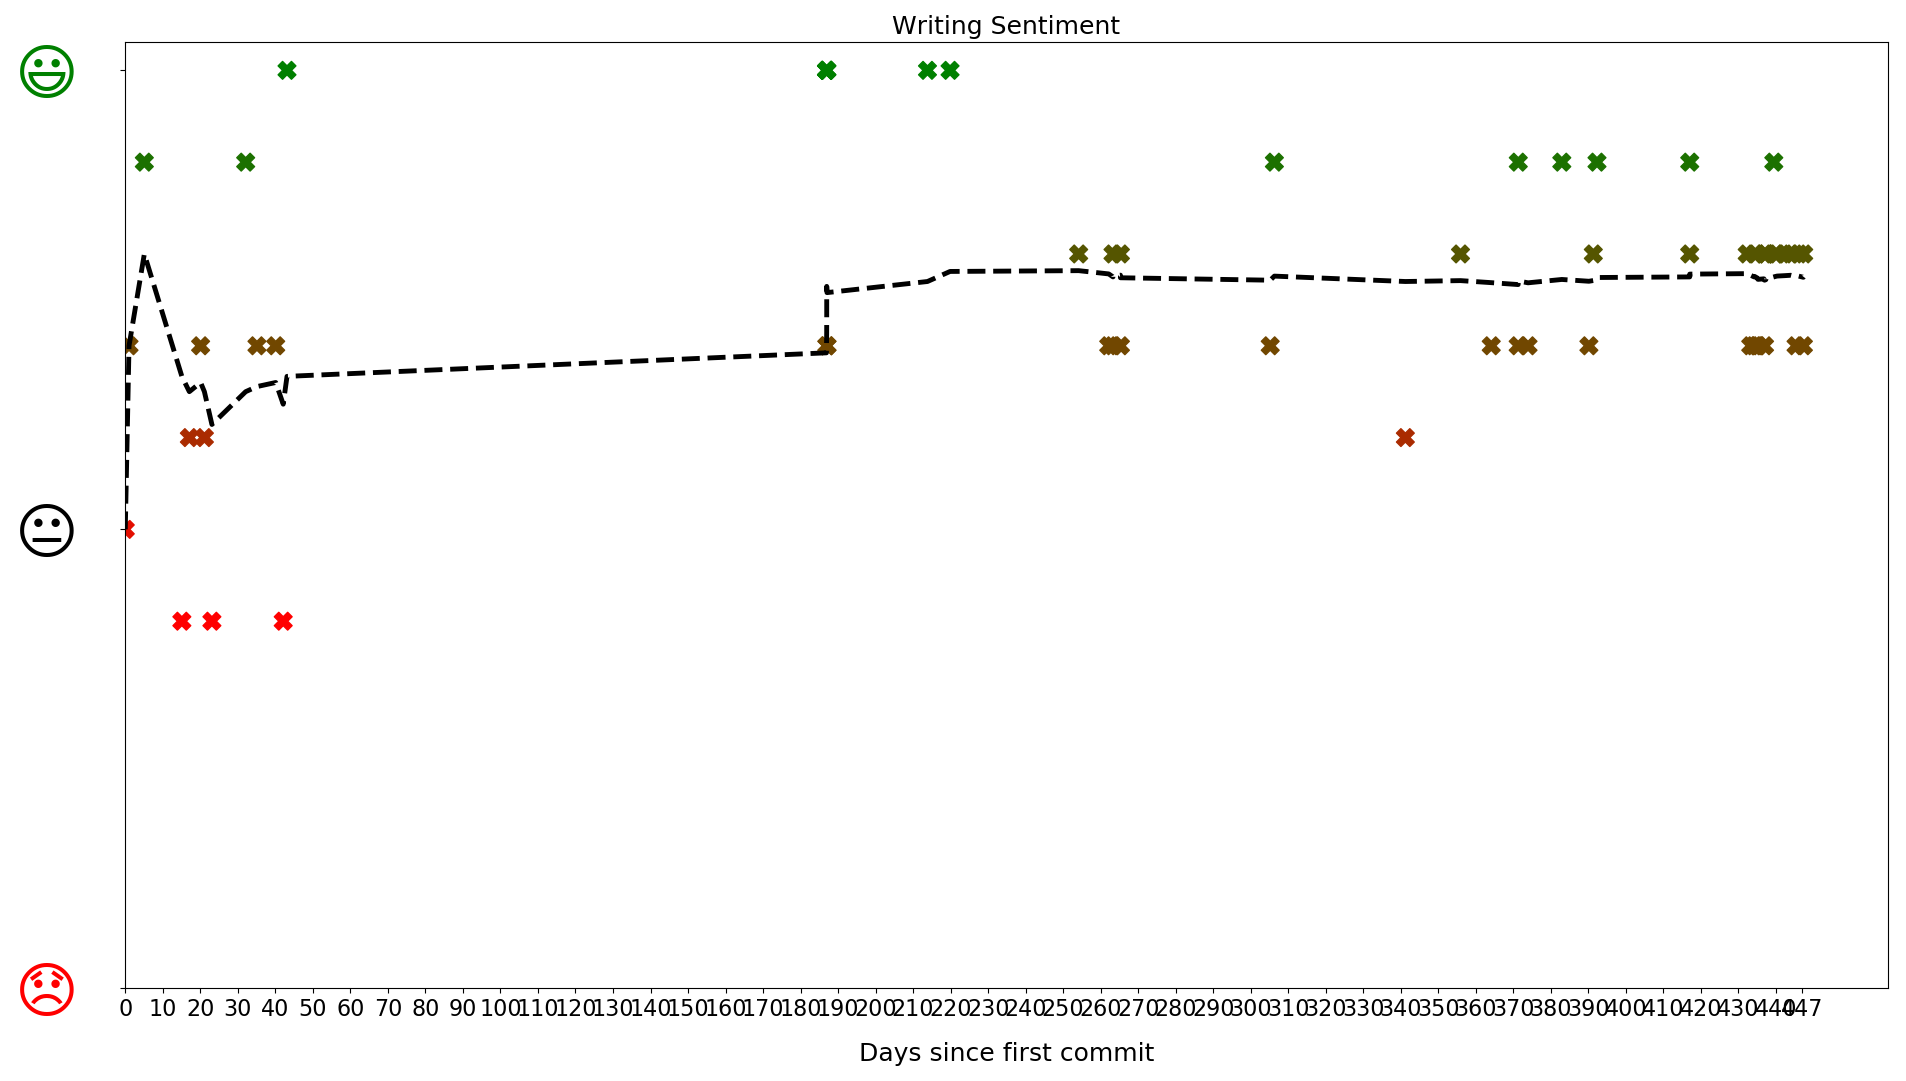 Writing Sentiment
0 10 20 30 40 50 60 70 80 90 100 110 120 130 140 150 160 170 180 190 200 210 220 230 240 250 260 270 280 290 300 310 320 330 340 350 360 370 380 390 400 410 420 430 440 447
Days since first commit